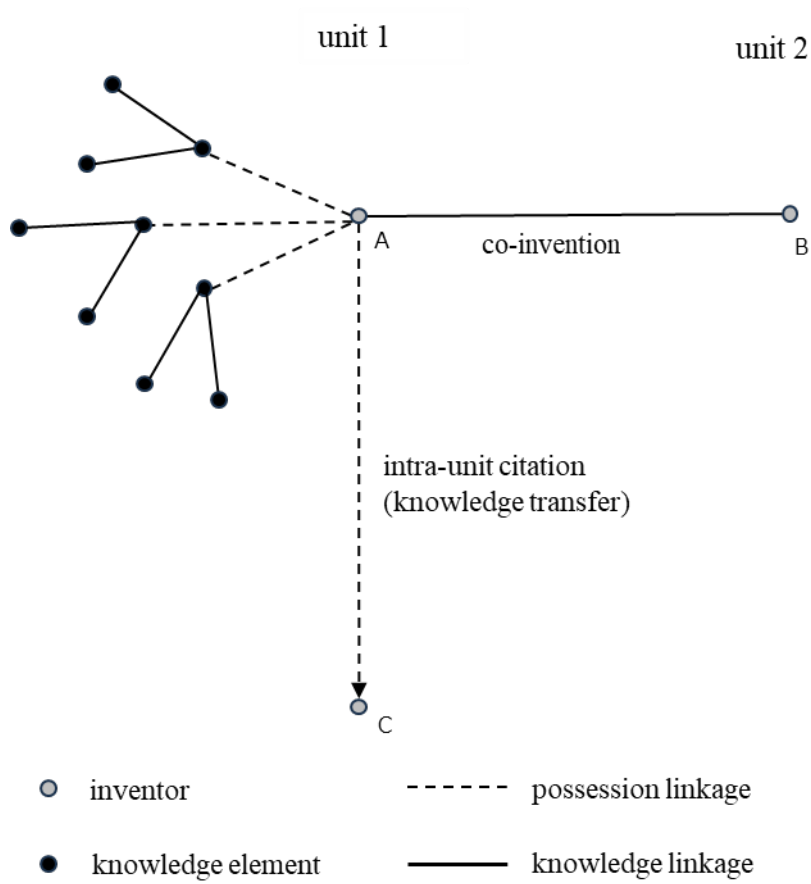 unit 1
unit 2
A
B
co-invention
intra-unit citation
(knowledge transfer)
C
inventor
possession linkage
knowledge element
knowledge linkage